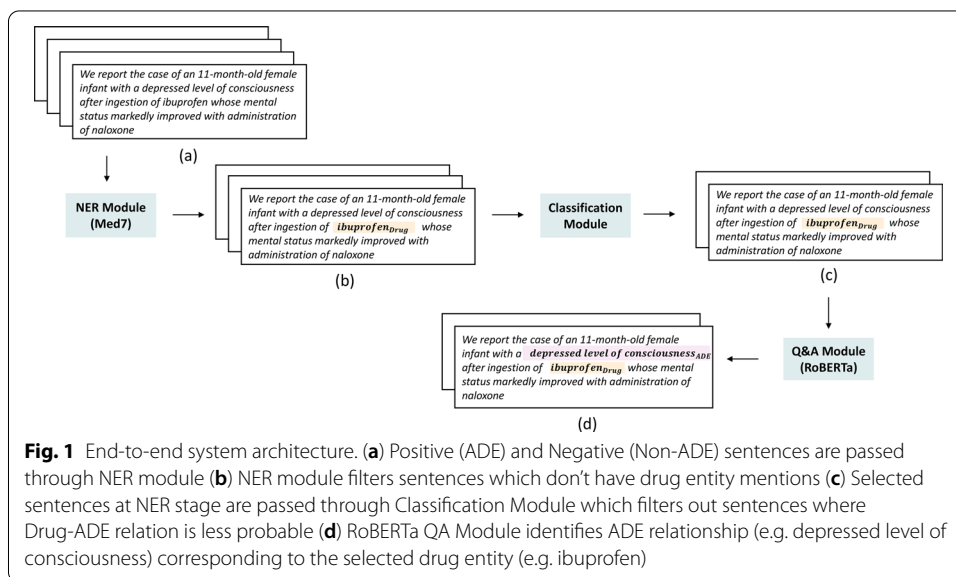 We report the case of an 11-month-old female
infant with a depressed level of consciousness
after ingestion of ibuprofen whose mental
status markedly improved with administration
of naloxone
(a)
NER Module
(Med7)
We report the case of an 11-month-old female
infant with a depressed level of consciousness
after ingestion of ibuprofenDrug whose
mental status markedly improved with
administration of naloxone
(b)
Classification
Module
We report the case of an 11-month-old female
infant with a depressed level of consciousness
after ingestion of ibuprofenDrug whose
mental status markedly improved with
administration of naloxone
(c)
Q&A Module
(RoBERTa)
We report the case of an 11-month-old female
infant with a depressed level of consciousnessADE
after ingestion of ibuprofenDrug whose mental
status markedly improved with administration of
naloxone
(d)
Fig. 1 End-to-end system architecture. (a) Positive (ADE) and Negative (Non-ADE) sentences are passed
through NER module (b) NER module filters sentences which don't have drug entity mentions (c) Selected
sentences at NER stage are passed through Classification Module which filters out sentences where
Drug-ADE relation is less probable (d) RoBERTa QA Module identifies ADE relationship (e.g. depressed level of
consciousness) corresponding to the selected drug entity (e.g. ibuprofen)